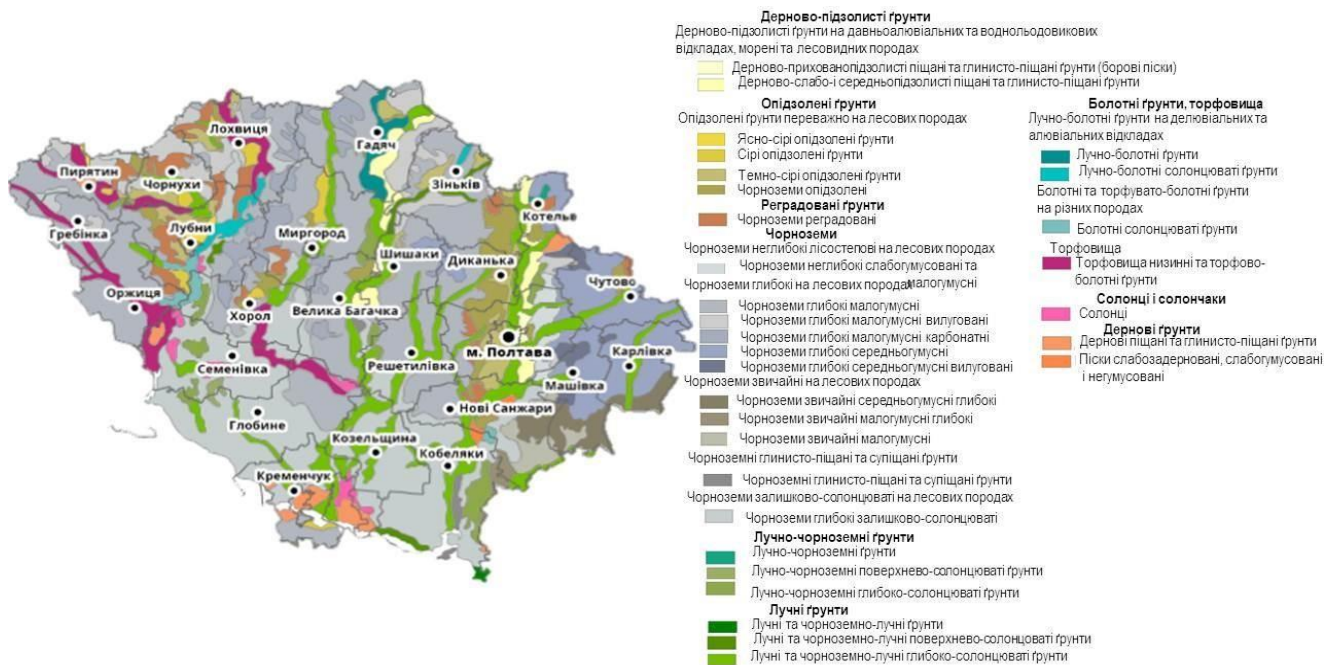 Лохвиця
Гадяч
Пирятин
Чорнухи
Зіньків
Котельве
Гребінка
Лубни
Миргород
Шишаки
Диканька
Чутово
Оржиця
Хорол
Велика Багачка
м. Полтава
Карлівка
Семенівка
Решетилівка
Машівка
Нові Санжари
Глобине
Козельщина
Кобеляки
Кременчук
Дерново-підзолисті ґрунти
Дерново-підзолисті ґрунти на давньоалювіальних та воднольодовикових
відкладах, морені та лесовидних породах
Дерново-прихованопідзолисті піщані та глинисто-піщані ґрунти (борові піски)
Дерново-слабо-і середньопідзолисті піщані та глинисто-піщані ґрунти
Опідзолені ґрунти
Опідзолені ґрунти переважно на лесових породах
Ясно-сірі опідзолені ґрунти
Сірі опідзолені ґрунти
Темно-сірі опідзолені ґрунти
Чорноземи опідзолені
Реградовані ґрунти
Чорноземи реградовані
Чорноземи
Чорноземи неглибокі лісостепові на лесових породах
Чорноземи неглибокі слабогумусовані та
малогумусні
Чорноземи глибокі на лесових породах
Чорноземи глибокі малогумусні
Чорноземи глибокі малогумусні вилуговані
Чорноземи глибокі малогумусні карбонатні
Чорноземи глибокі середньогумусні
Чорноземи глибокі середньогумусні вилуговані
Чорноземи звичайні на лесових породах
Чорноземи звичайні середньогумусні глибокі
Чорноземи звичайні малогумусні глибокі
Чорноземи звичайні малогумусні
Чорноземні глинисто-піщані та супіщані ґрунти
Чорноземні глинисто-піщані та супіщані ґрунти
Чорноземи залишково-солонцюваті на лесових породах
Чорноземи глибокі залишково-солонцюваті
Лучно-чорноземні ґрунти
Лучно-чорноземні ґрунти
Лучно-чорноземні поверхнево-солонцюваті ґрунти
Лучно-чорноземні глибоко-солонцюваті ґрунти
Лучні ґрунти
Лучні та чорноземно-лучні ґрунти
Лучні та чорноземно-лучні поверхнево-солонцоваті ґрунти
Лучні та чорноземно-лучні глибоко-солонцюваті ґрунти
Болотні ґрунти, торфовища
Лучно-болотні ґрунти на делювіальних та
алювіальних відкладах
Лучно-болотні ґрунти
Лучно-болотні солонцюваті ґрунти
Болотні та торфувато-болотні ґрунти
на різних породах
Болотні солонцюваті ґрунти
Торфовища
Торфовища низинні та торфово-
болотні ґрунти
Солонці і солончаки
Солонці
Дернові ґрунти
Дернові піщані та глинисто-піщані ґрунти
Піски слабозадерновані, слабогумусовані
і негумусовані